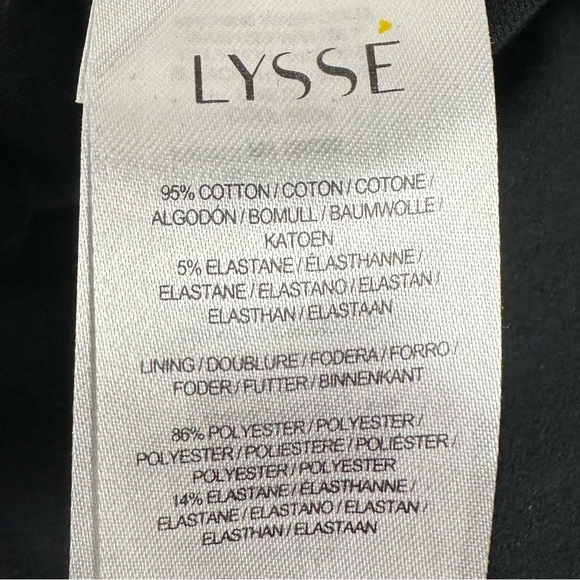 LYSSÉ
95% COTTON / COTON / COTONE /
ALGODÓN / BOMULL / BAUMWOLLE /
KATOEN
5% ELASTANE / ÉLASTHANNE /
ELASTANE / ELASTANO / ELASTAN /
ELASTHAN / ELASTAAN
LINING / DOUBLURE / FODERA / FORRO /
FODER / FUTTER / BINNENKANT
86% POLYESTER / POLYESTER /
POLYESTER / POLIESTERE / POLIÉSTER /
POLYESTER / POLYESTER
14% ELASTANE / ÉLASTHANNE /
ELASTANE / ELASTANO / ELASTAN /
ELASTHAN / ELASTAAN